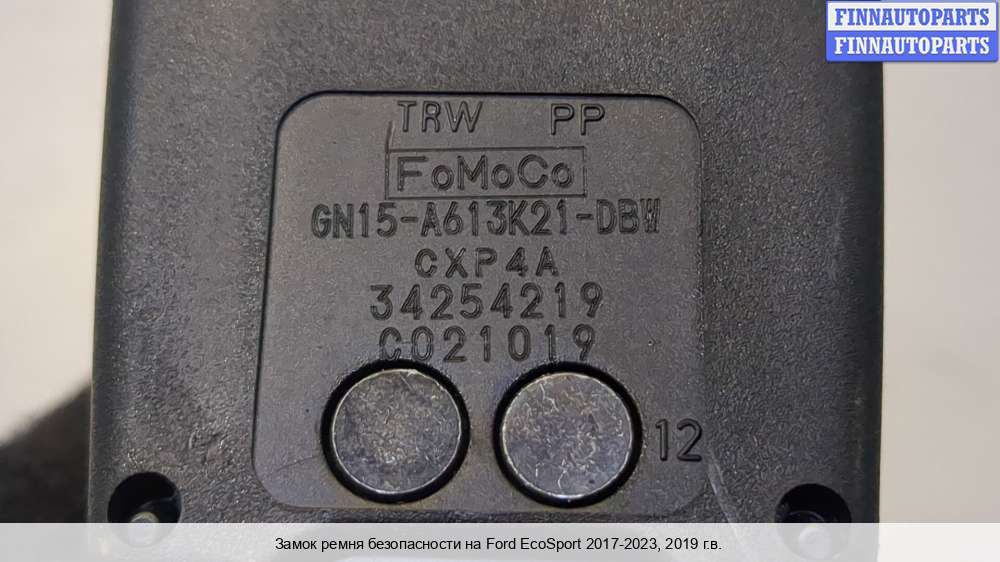 FINNAUTOPARTS
FINNAUTOPARTS
TRW PP
FoMoCo
GN15-A613K21-DBW
CXP4A
34254219
C021019
12
Замок ремня безопасности на Ford EcoSport 2017-2023, 2019 г.в.